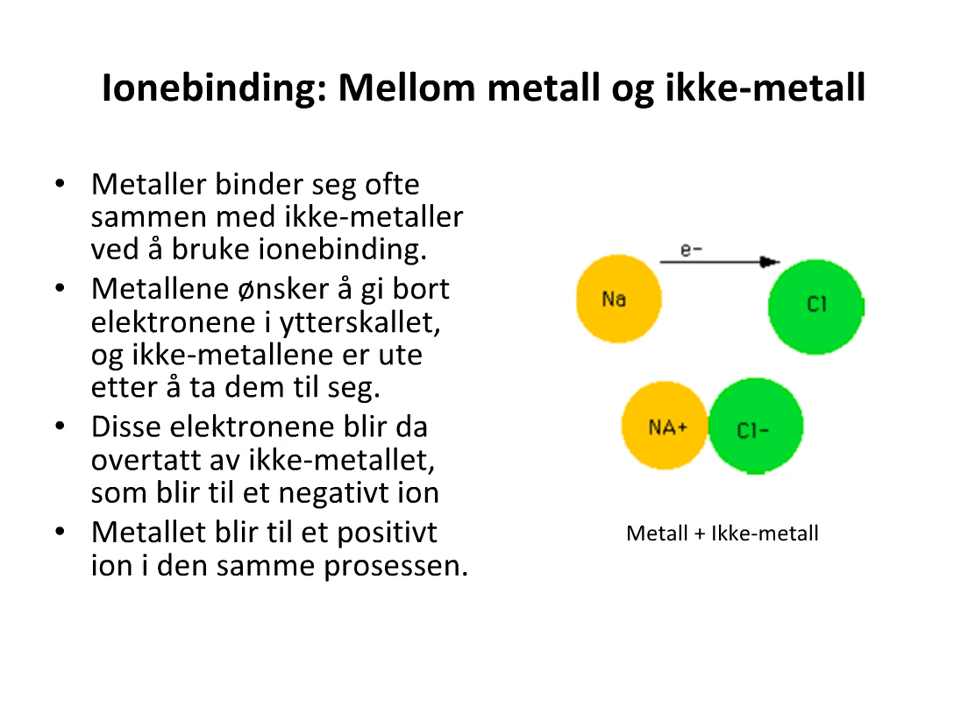 Ionebinding: Mellom metall og ikke-metall
• Metaller binder seg ofte
sammen med ikke-metaller
ved å bruke ionebinding.
• Metallene ønsker å gi bort
elektronene i ytterskallet,
og ikke-metallene er ute
etter å ta dem til seg.
• Disse elektronene blir da
overtatt av ikke-metallet,
som blir til et negativt ion
• Metallet blir til et positivt
ion i den samme prosessen.
e-
Na
Cl
NA+
Cl-
Metall + Ikke-metall